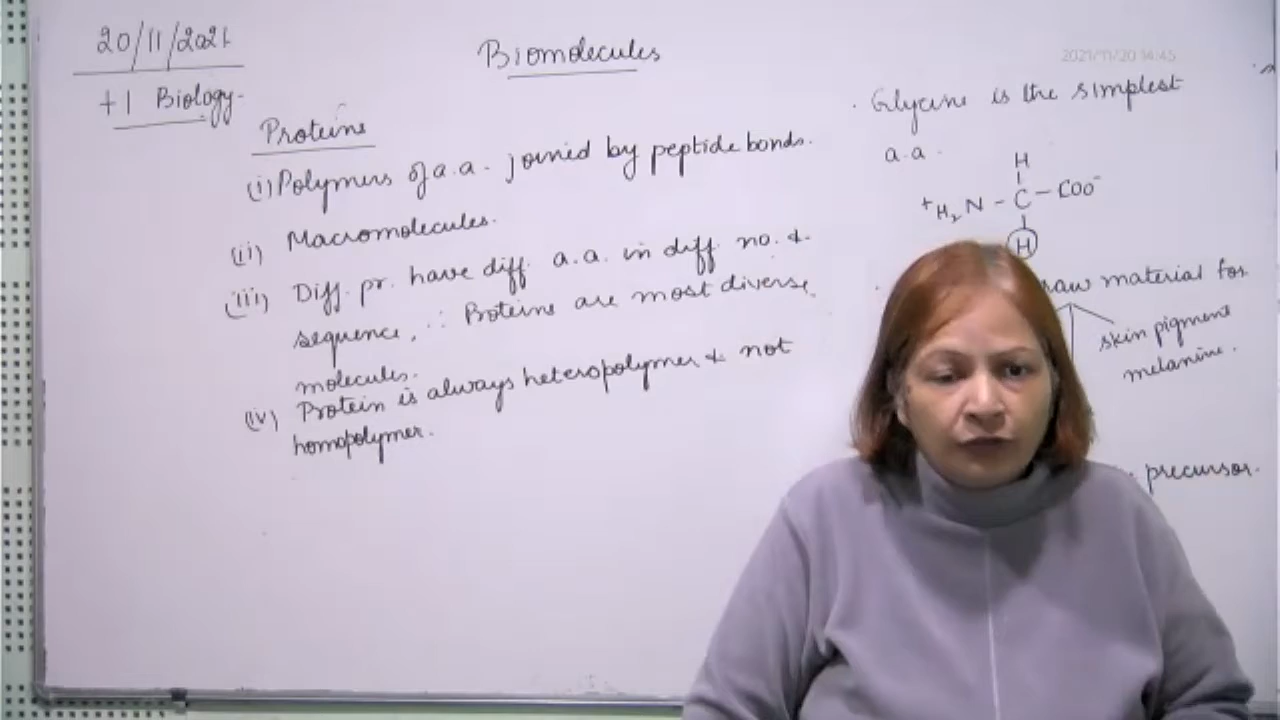 20/11/2021
+1 Biology-
Biomolecules
2021/11/20 14:45
Proteins
(i) Polymers of a.a. joined by peptide bonds.
(ii) Macromolecules.
(iii) Diff. pr. have diff. a.a. in diff no. &
sequence, ∴ Proteins are most diverse
molecules.
(iv) Protein is always heteropolymer & not
homopolymer.
. Glycine is the simplest
a.a.
H
+H2N - C - COO-
H
raw material for
skin pigment
melanine.
precursor.